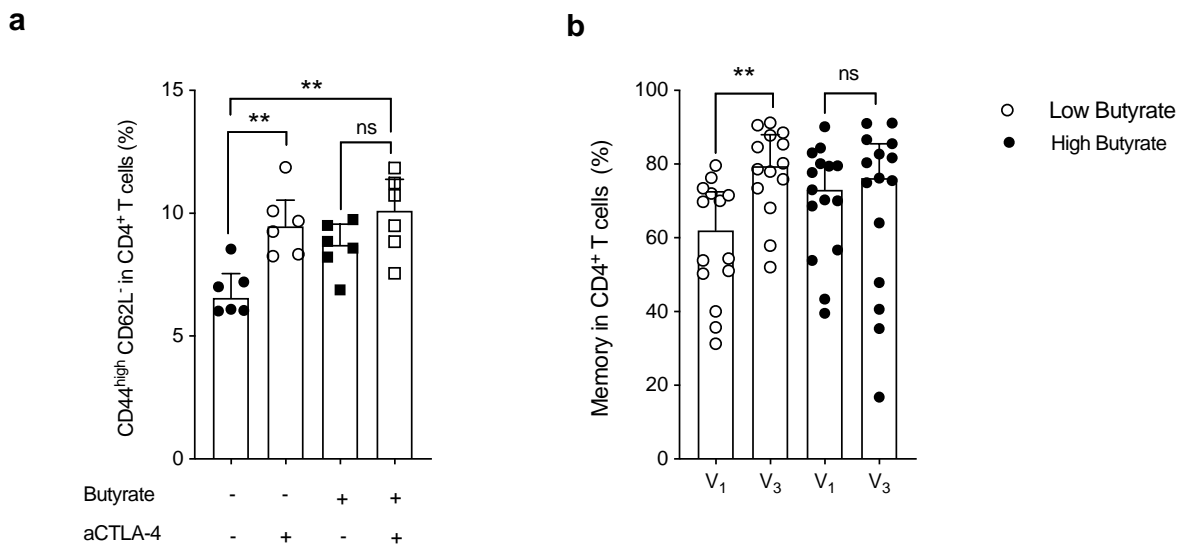 a
CD44high CD62L- in CD4+ T cells (%)
15
10
5
0
**
**
ns
Butyrate - - + +
aCTLA-4 - + - +
b
Memory in CD4+ T cells (%)
100
80
60
40
20
0
**
ns
V1 V3 V1 V3
Low Butyrate
High Butyrate